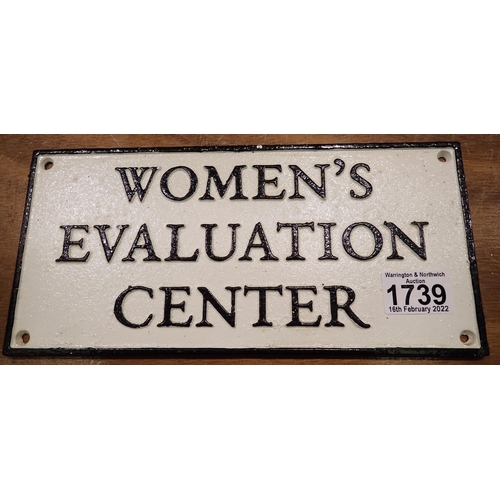 WOMEN'S
EVALUATION
CENTER
Warrington & Northwich
Auction
1739
16th February 2022